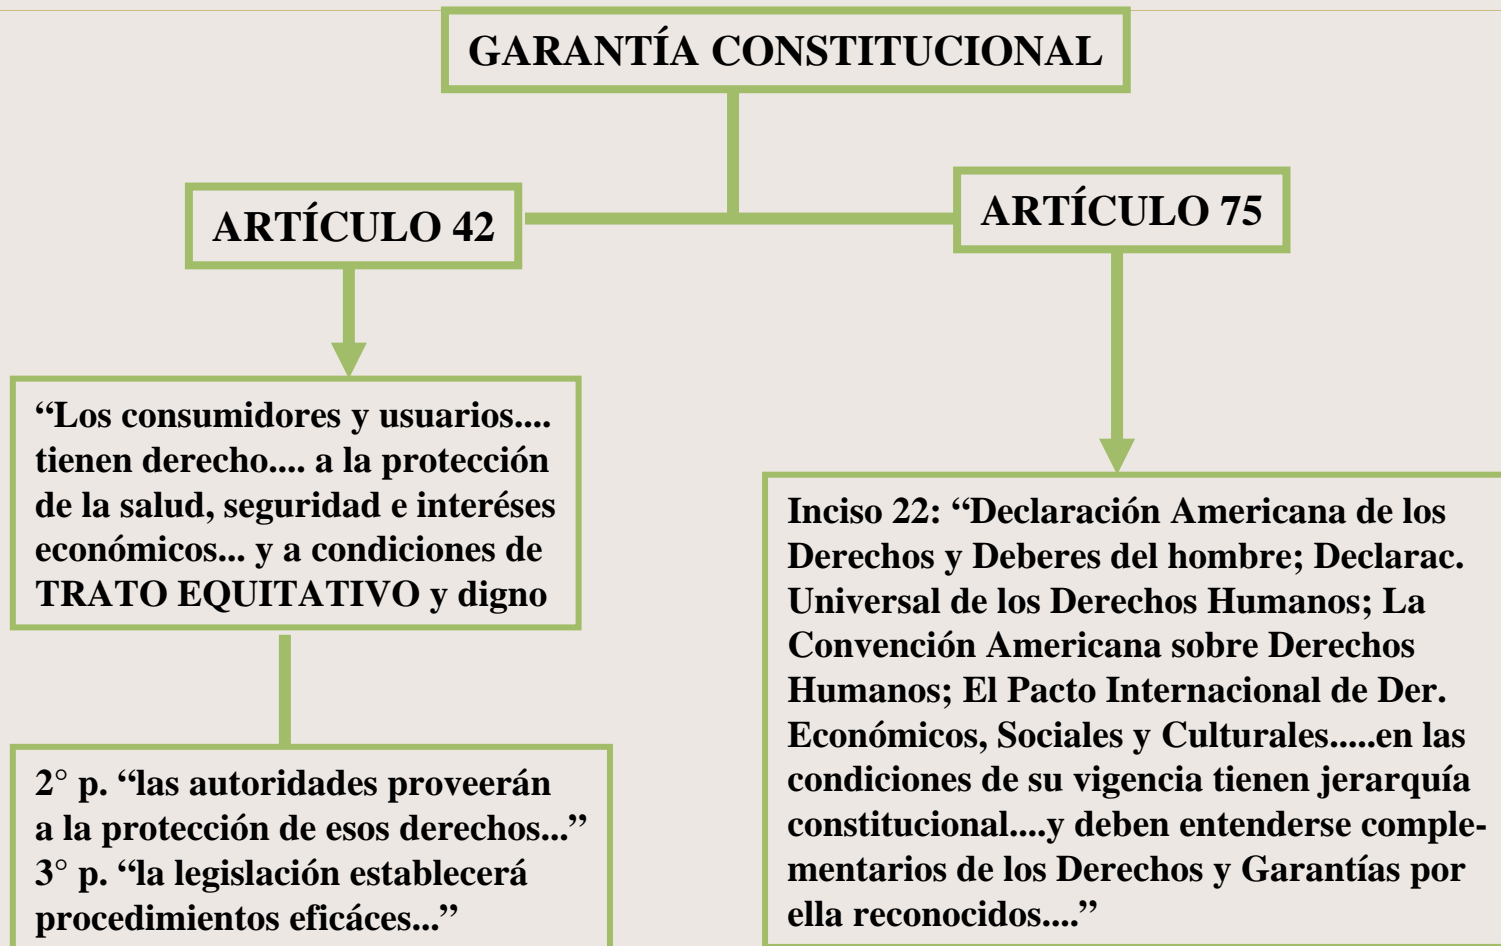 GARANTÍA CONSTITUCIONAL
ARTÍCULO 42
“Los consumidores y usuarios....
tienen derecho.... a la protección
de la salud, seguridad e interéses
económicos... y a condiciones de
TRATO EQUITATIVO y digno
2° p. “las autoridades proveerán
a la protección de esos derechos...”
3° p. “la legislación establecerá
procedimientos eficáces...”
ARTÍCULO 75
Inciso 22: “Declaración Americana de los
Derechos y Deberes del hombre; Declarac.
Universal de los Derechos Humanos; La
Convención Americana sobre Derechos
Humanos; El Pacto Internacional de Der.
Económicos, Sociales y Culturales.....en las
condiciones de su vigencia tienen jerarquía
constitucional....y deben entenderse comple-
mentarios de los Derechos y Garantías por
ella reconocidos....”